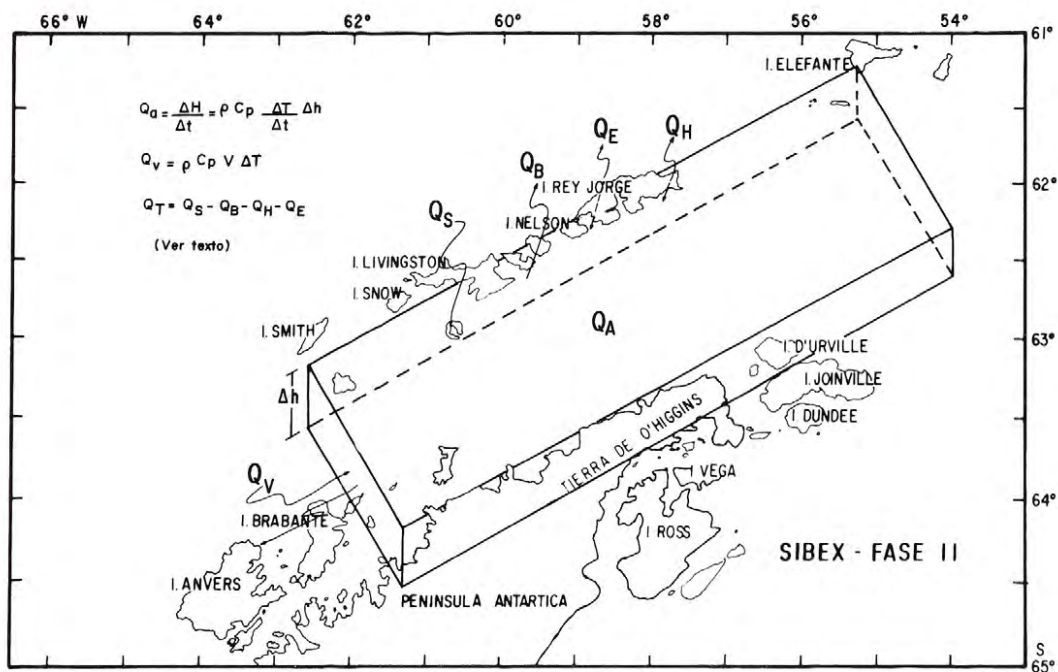 66° W 64° 62° 60° 58° 56° 54°
61°
I. ELEFANTE
Qa = ΔH/Δt = ρ Cp ΔT/Δt Δh
Qv = ρ Cp V ΔT
QT = QS - QB - QH - QE
(Ver texto)
QE
QH
QB
I. REY JORGE
62°
QS
I. NELSON
I. LIVINGSTON
I. SNOW
I. SMITH
QA
63°
I. D'URVILLE
I. JOINVILLE
I. DUNDEE
Δh
TIERRA DE O'HIGGINS
QV
I. VEGA
64°
I. BRABANTE
I. ROSS
SIBEX - FASE II
I. ANVERS
PENINSULA ANTARTICA
S
65°